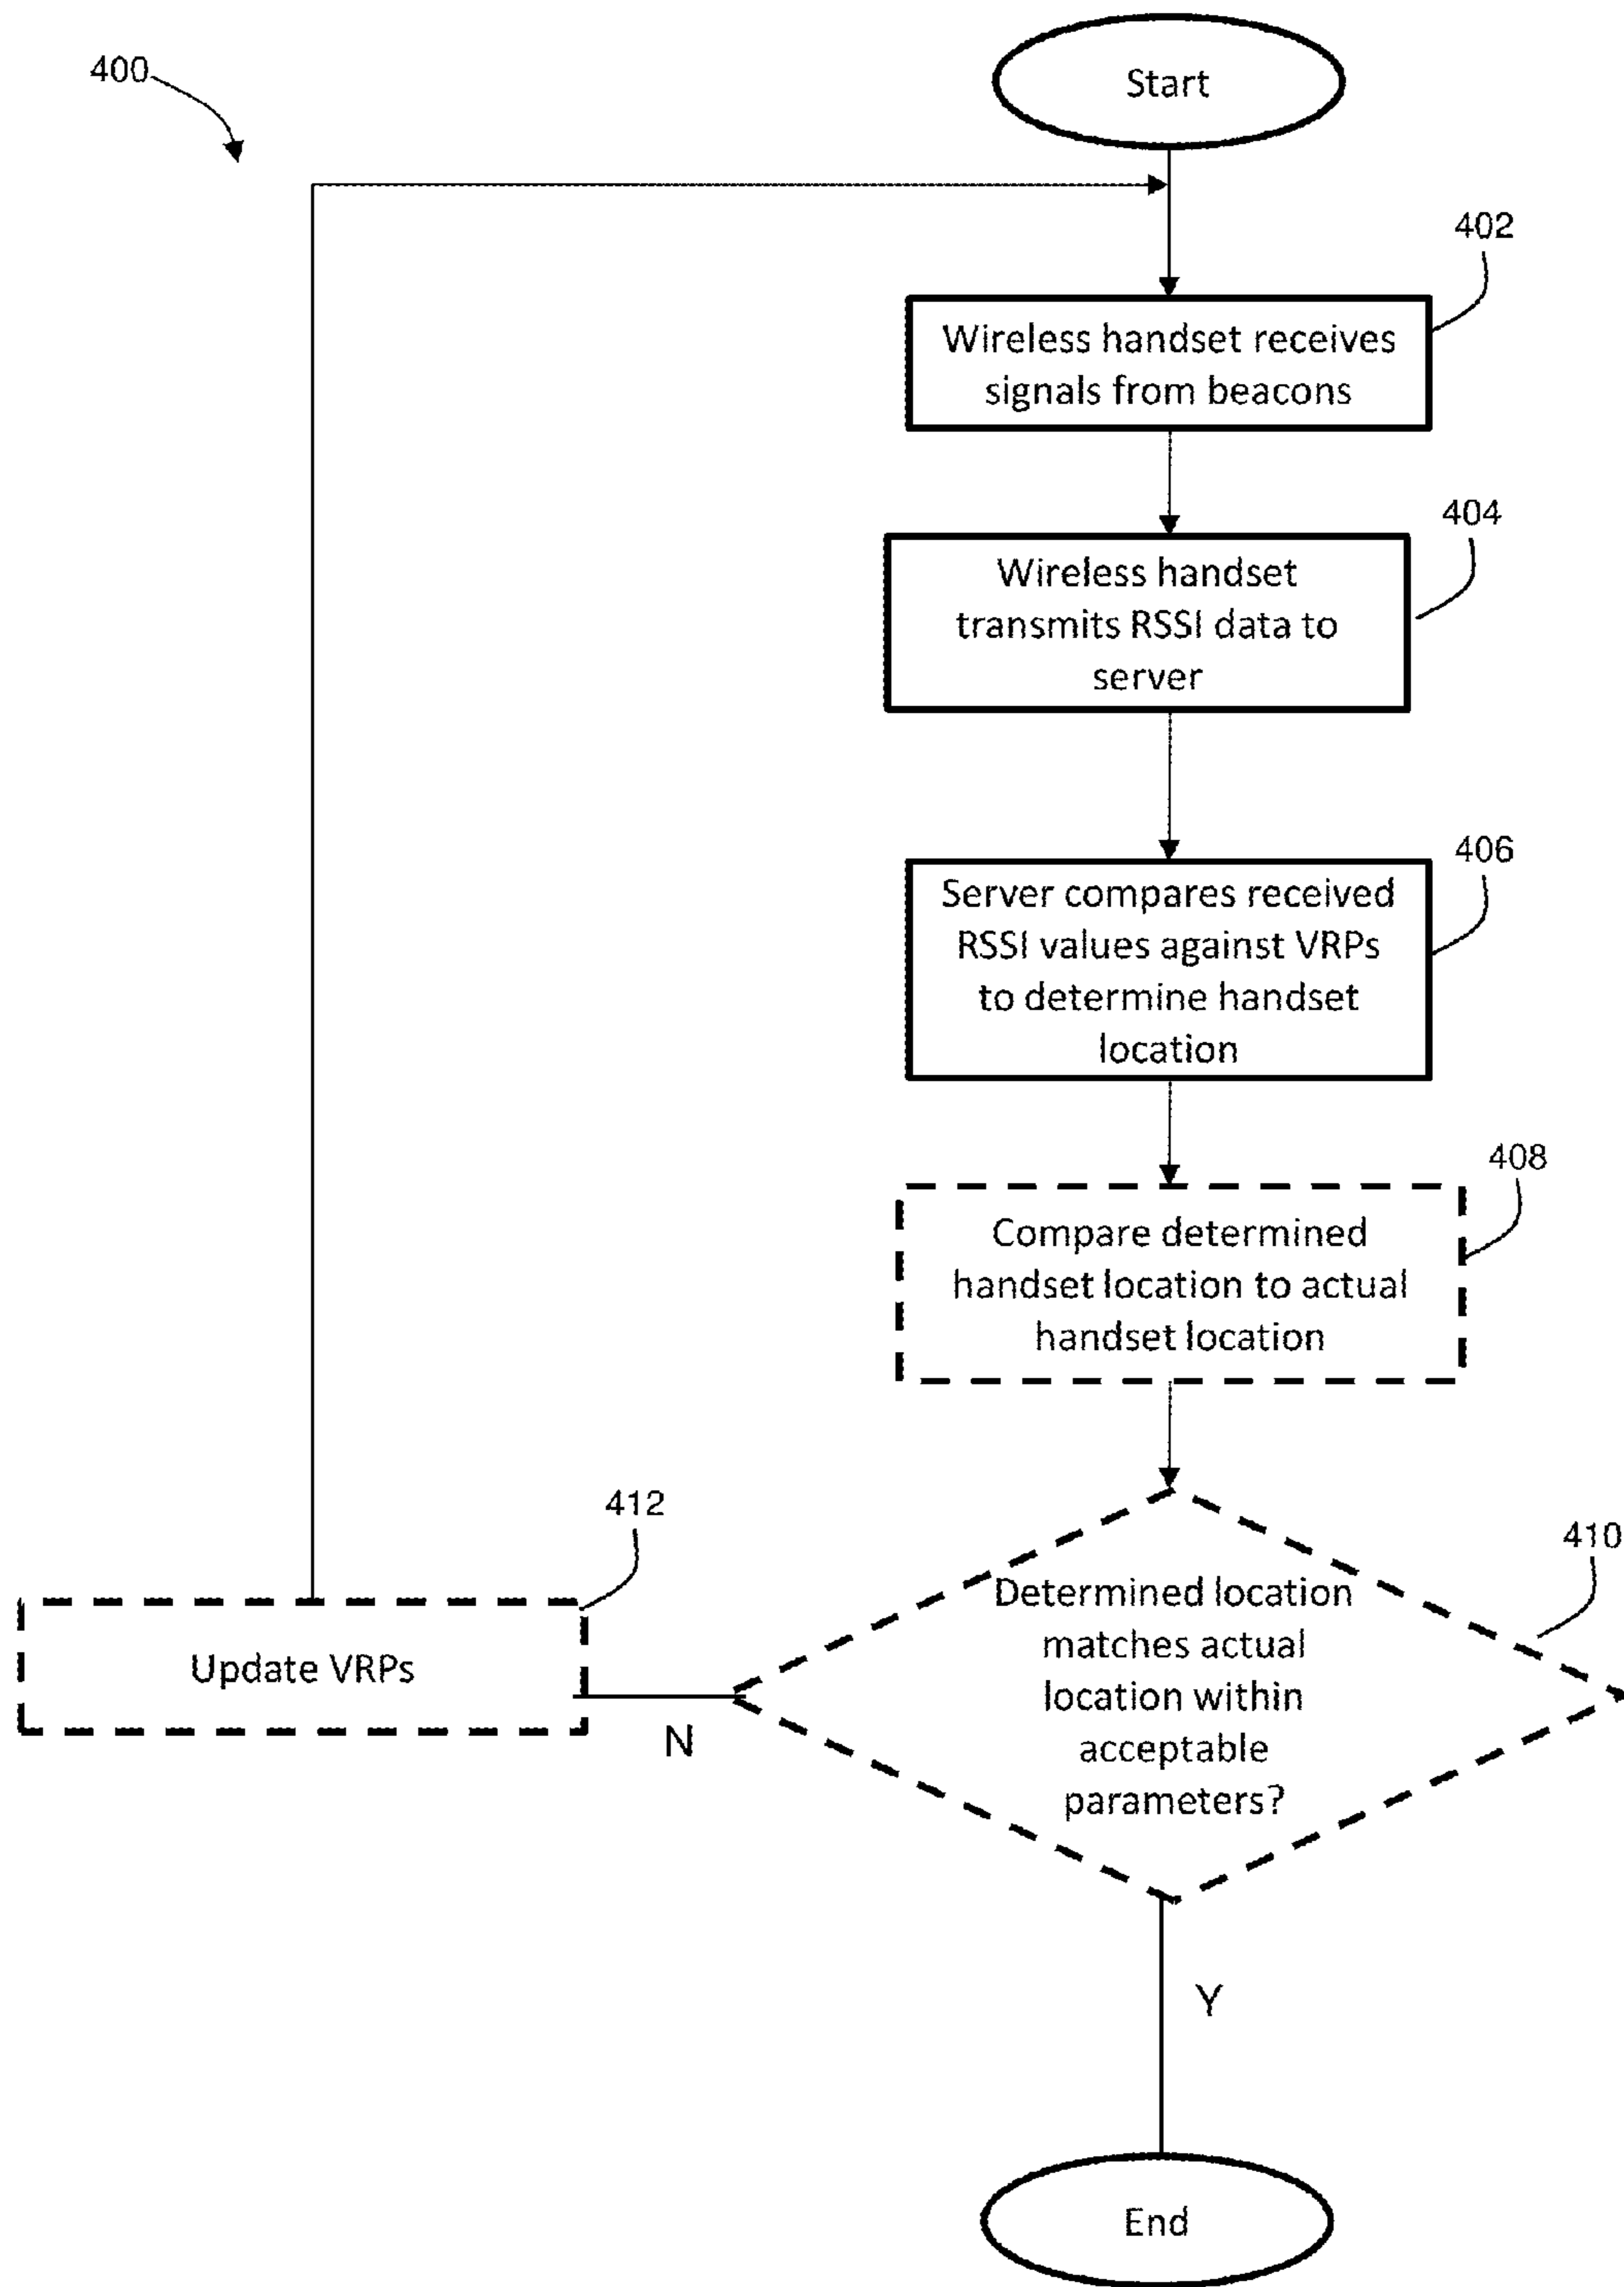 400
Start
402
Wireless handset receives
signals from beacons
404
Wireless handset
transmits RSSI data to
server
406
Server compares received
RSSI values against VRPs
to determine handset
location
408
Compare determined
handset location to actual
handset location
410
Determined location
matches actual
location within
acceptable
parameters?
412
Update VRPs
N
Y
End